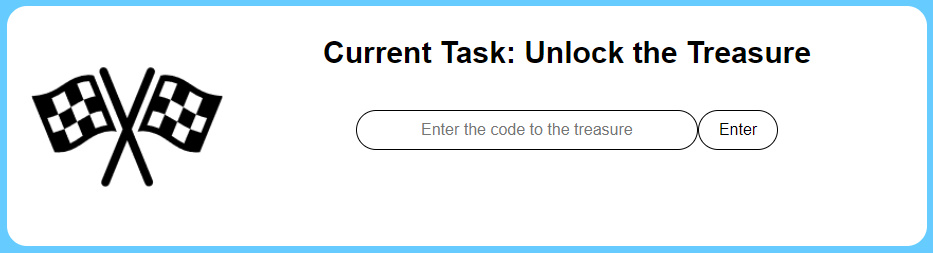 Current Task: Unlock the Treasure
Enter the code to the treasure
Enter